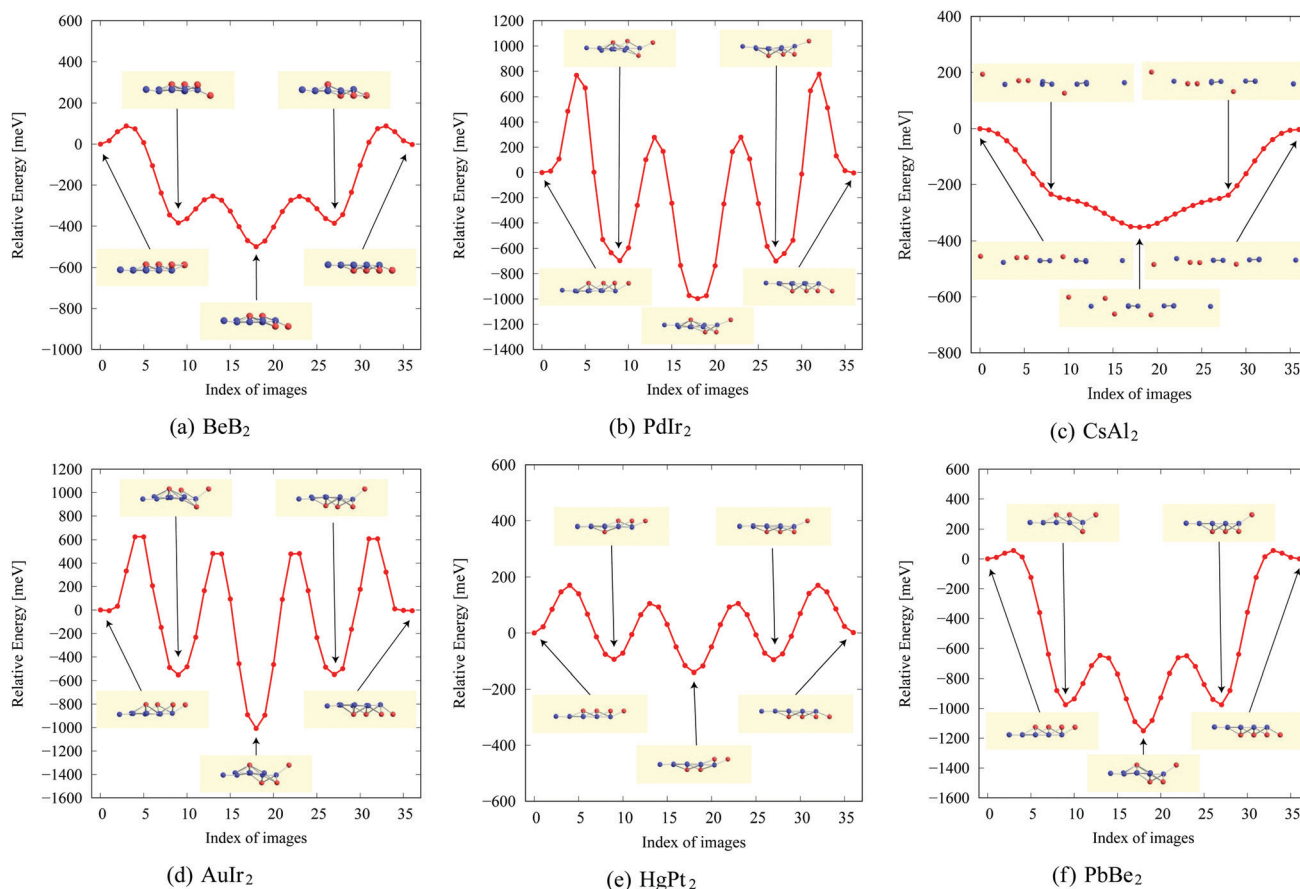 600
400
200
0
−200
−400
−600
−800
−1000
Relative Energy [meV]
0 5 10 15 20 25 30 35
Index of images
(a) BeB₂
1200
1000
800
600
400
200
0
−200
−400
−600
−800
−1000
−1200
−1400
Relative Energy [meV]
0 5 10 15 20 25 30 35
Index of images
(b) PdIr₂
400
200
0
−200
−400
−600
−800
Relative Energy [meV]
0 5 10 15 20 25 30 35
Index of images
(c) CsAl₂
1200
1000
800
600
400
200
0
−200
−400
−600
−800
−1000
−1200
−1400
−1600
Relative Energy [meV]
0 5 10 15 20 25 30 35
Index of images
(d) AuIr₂
600
400
200
0
−200
−400
−600
Relative Energy [meV]
0 5 10 15 20 25 30 35
Index of images
(e) HgPt₂
600
400
200
0
−200
−400
−600
−800
−1000
−1200
−1400
−1600
Relative Energy [meV]
0 5 10 15 20 25 30 35
Index of images
(f) PbBe₂